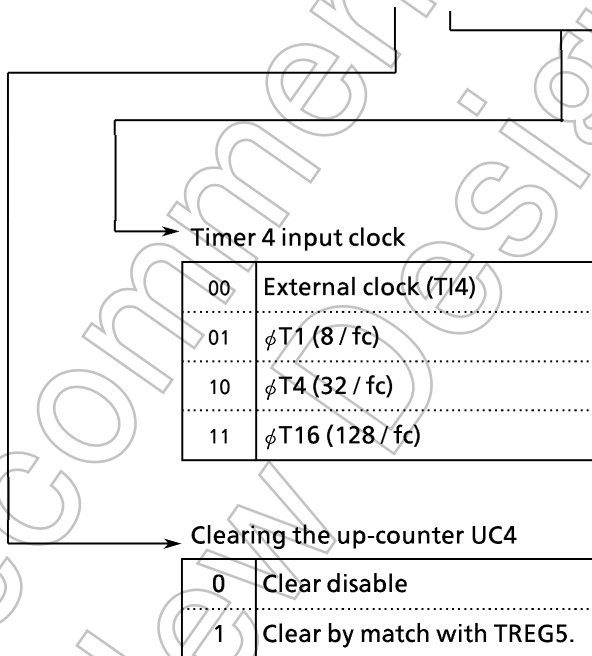 Timer 4 input clock
00 External clock (TI4)
01 ϕT1 (8 / fc)
10 ϕT4 (32 / fc)
11 ϕT16 (128 / fc)
Clearing the up-counter UC4
0 Clear disable
1 Clear by match with TREG5.